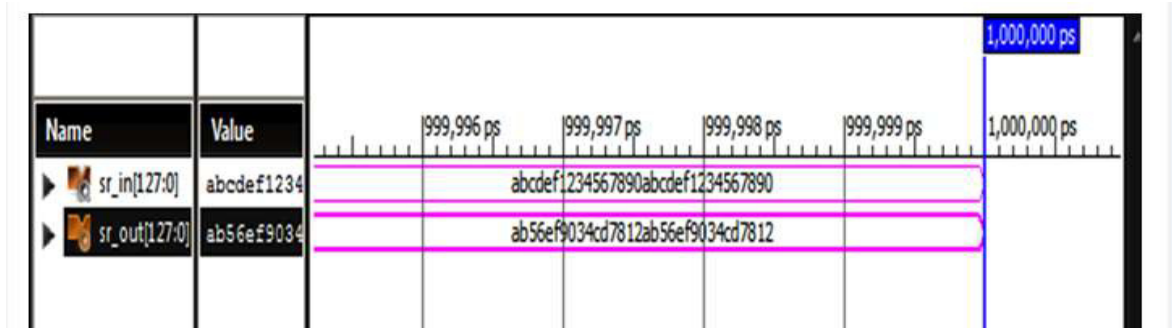 1,000,000 ps
Name Value |999,996 ps |999,997 ps |999,998 ps |999,999 ps |1,000,000 ps
sr_in[127:0] abcdef1234 abcdef1234567890abcdef1234567890
sr_out[127:0] ab56ef9034 ab56ef9034cd7812ab56ef9034cd7812